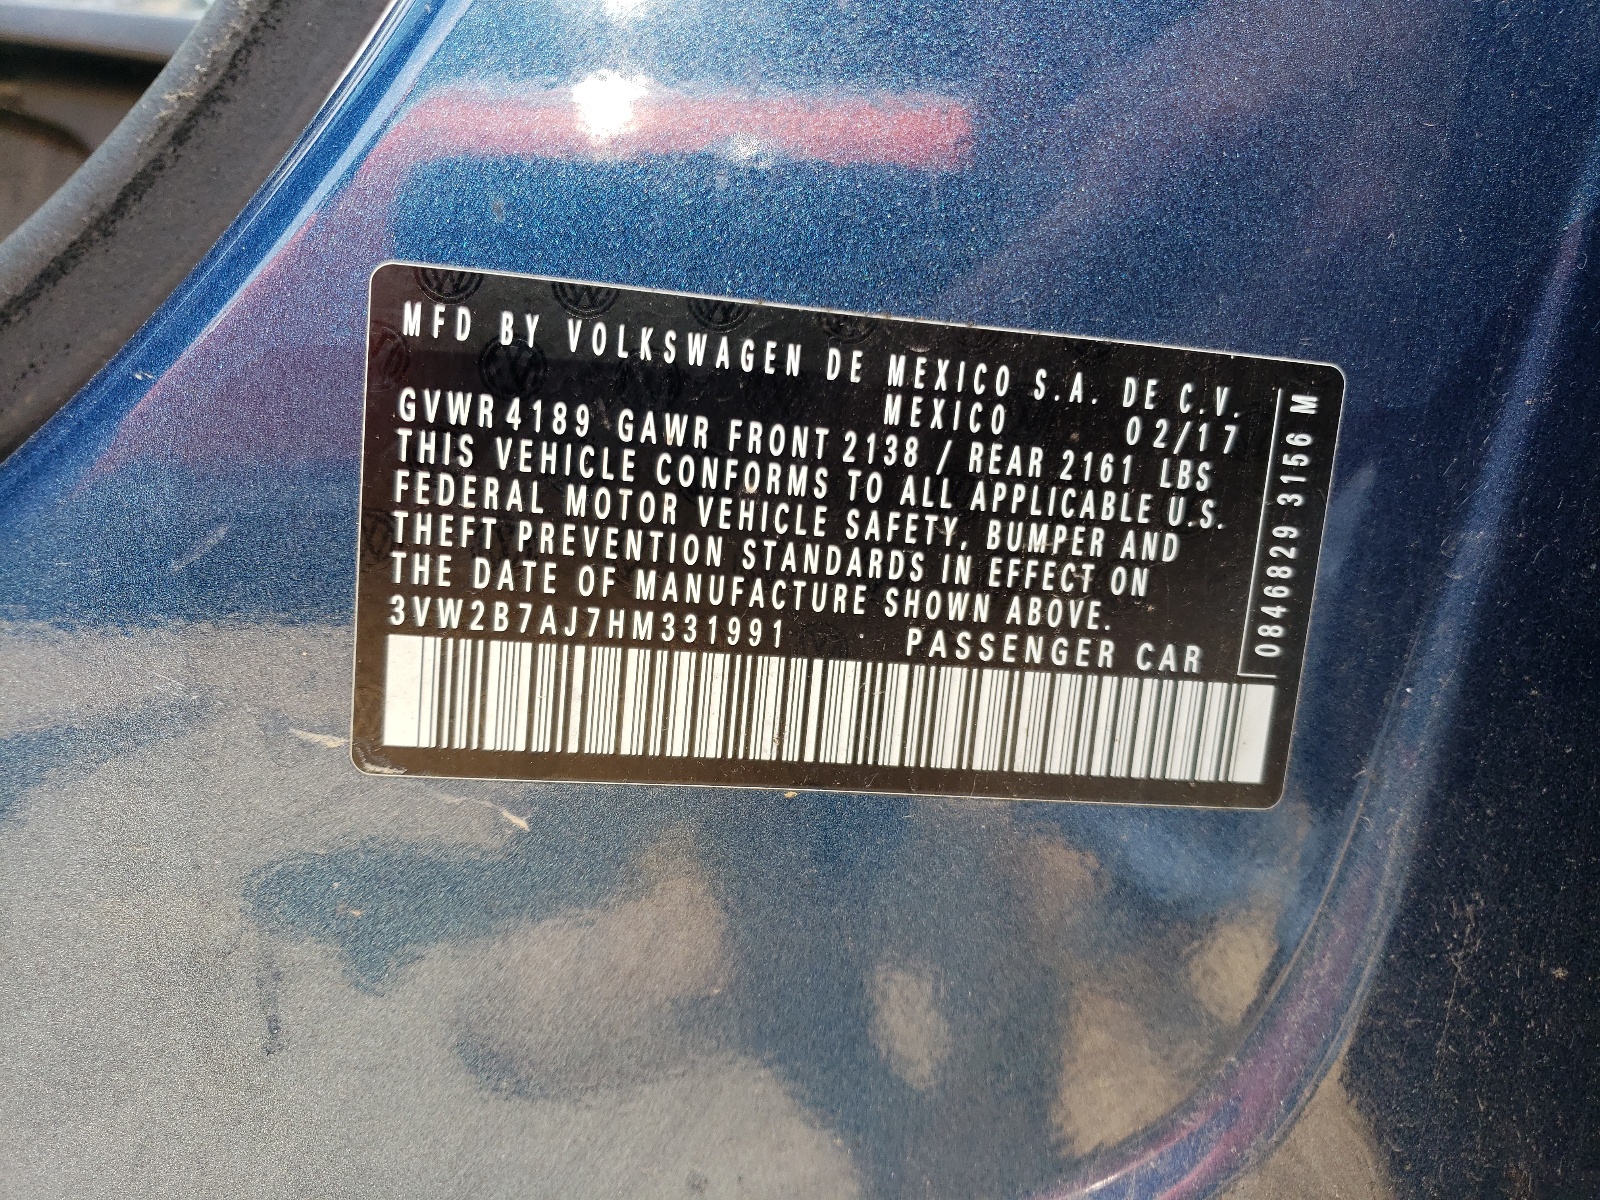 MFD BY VOLKSWAGEN DE MEXICO S.A. DE C.V.
MEXICO 02/17
GVWR 4189 GAWR FRONT 2138 / REAR 2161 LBS
THIS VEHICLE CONFORMS TO ALL APPLICABLE U.S.
FEDERAL MOTOR VEHICLE SAFETY, BUMPER AND
THEFT PREVENTION STANDARDS IN EFFECT ON
THE DATE OF MANUFACTURE SHOWN ABOVE.
3VW2B7AJ7HM331991 PASSENGER CAR
0846829 3156 M